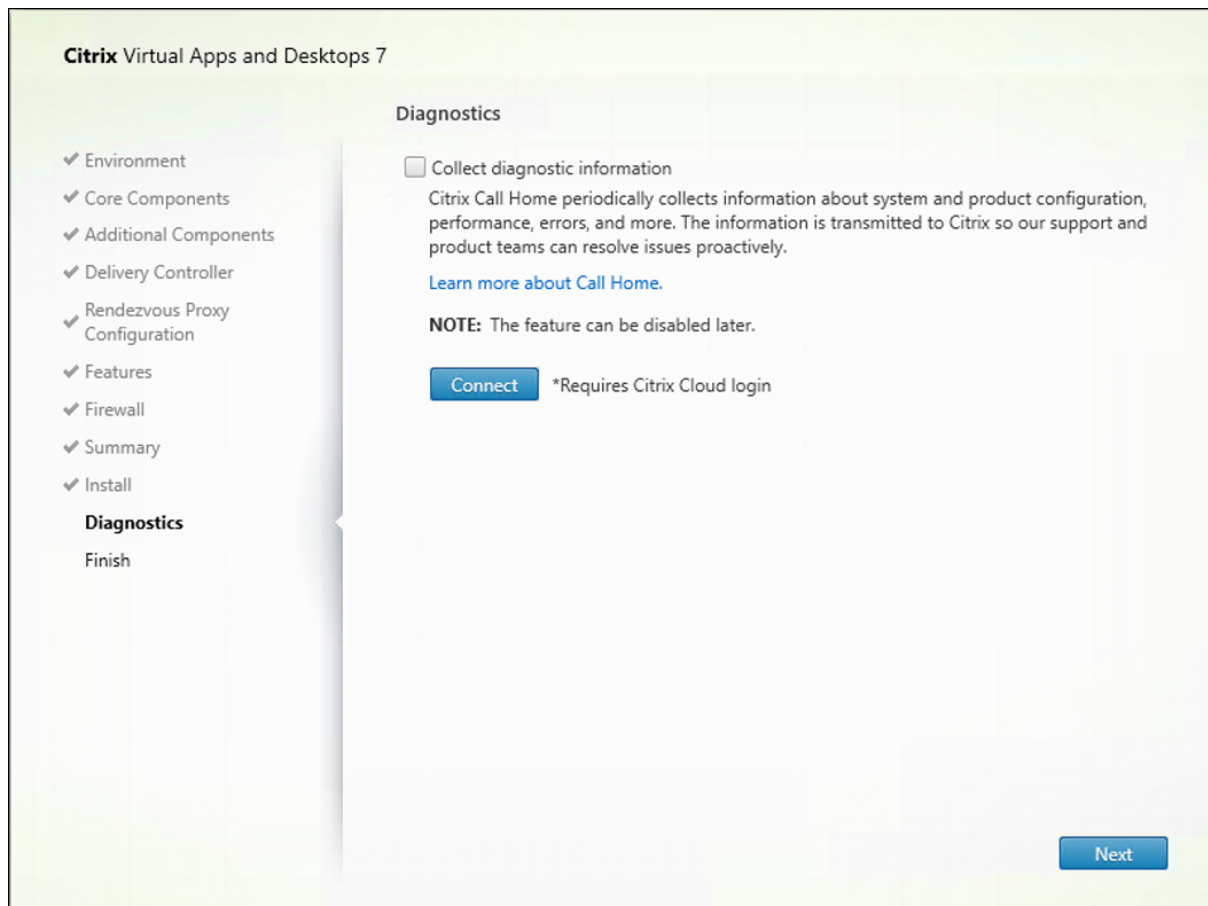 Citrix Virtual Apps and Desktops 7
Environment
Core Components
Additional Components
Delivery Controller
Rendezvous Proxy
Configuration
Features
Firewall
Summary
Install
Diagnostics
Finish
Diagnostics
Collect diagnostic information
Citrix Call Home periodically collects information about system and product configuration,
performance, errors, and more. The information is transmitted to Citrix so our support and
product teams can resolve issues proactively.
Learn more about Call Home.
NOTE: The feature can be disabled later.
Connect *Requires Citrix Cloud login
Next